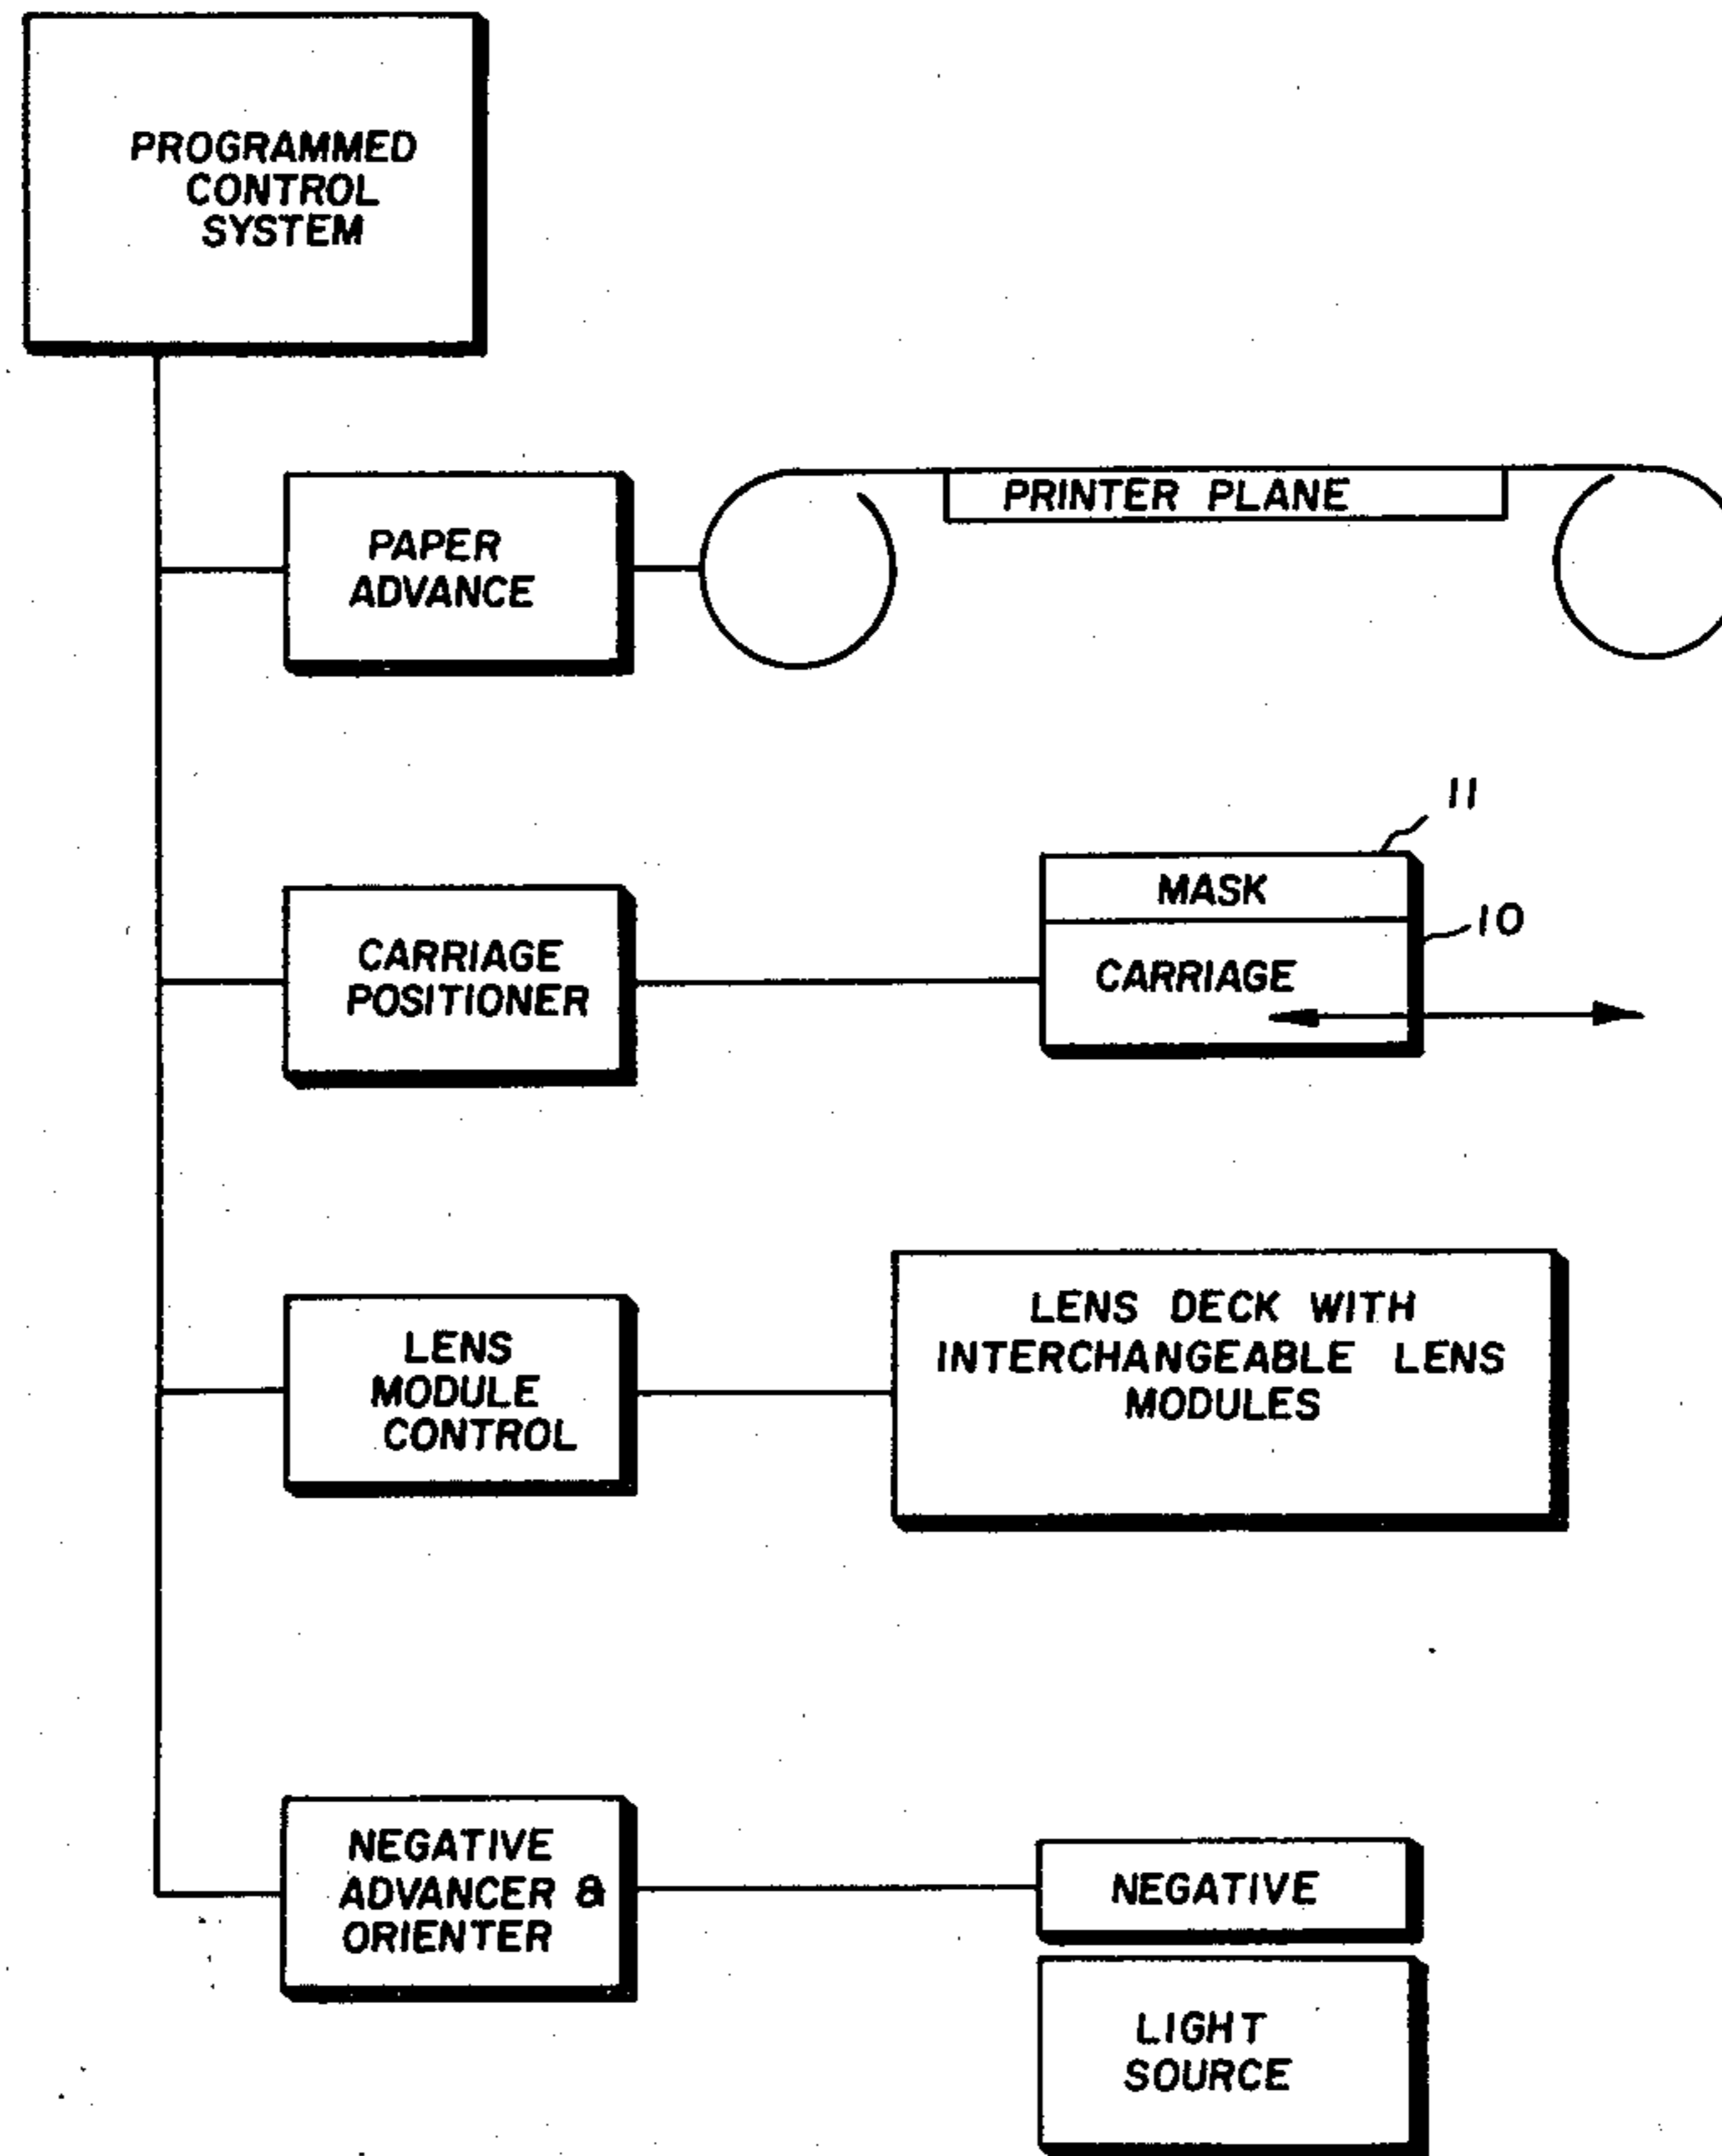 PROGRAMMED
CONTROL
SYSTEM
PAPER
ADVANCE
PRINTER PLANE
11
MASK
10
CARRIAGE
CARRIAGE
POSITIONER
LENS
MODULE
CONTROL
LENS DECK WITH
INTERCHANGEABLE LENS
MODULES
NEGATIVE
ADVANCER &
ORIENTER
NEGATIVE
LIGHT
SOURCE